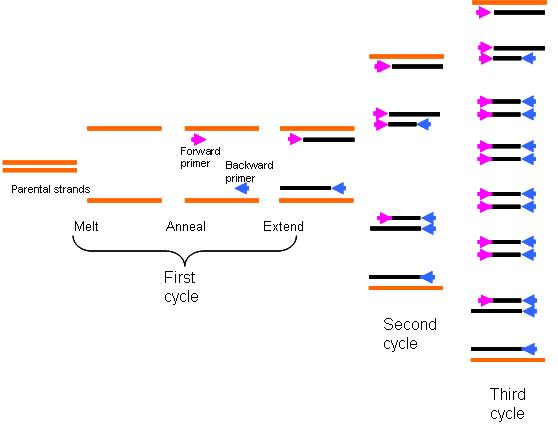 Parental strands
Forward
primer
Backward
primer
Melt
Anneal
Extend
First
cycle
Second
cycle
Third
cycle